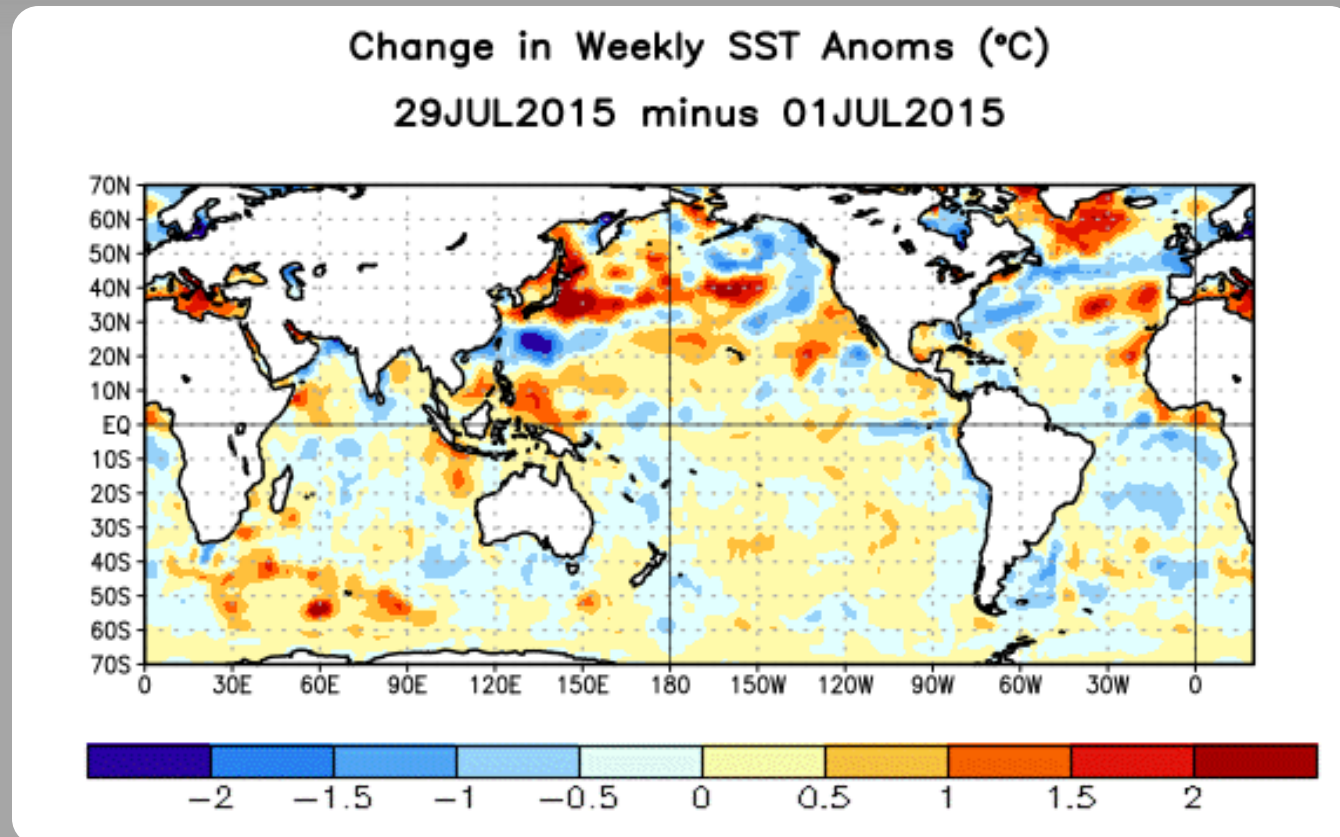 Change in Weekly SST Anoms (°C)
29JUL2015 minus 01JUL2015
70N
60N
50N
40N
30N
20N
10N
EQ
10S
20S
30S
40S
50S
60S
70S
0 30E 60E 90E 120E 150E 180 150W 120W 90W 60W 30W 0
−2 −1.5 −1 −0.5 0 0.5 1 1.5 2